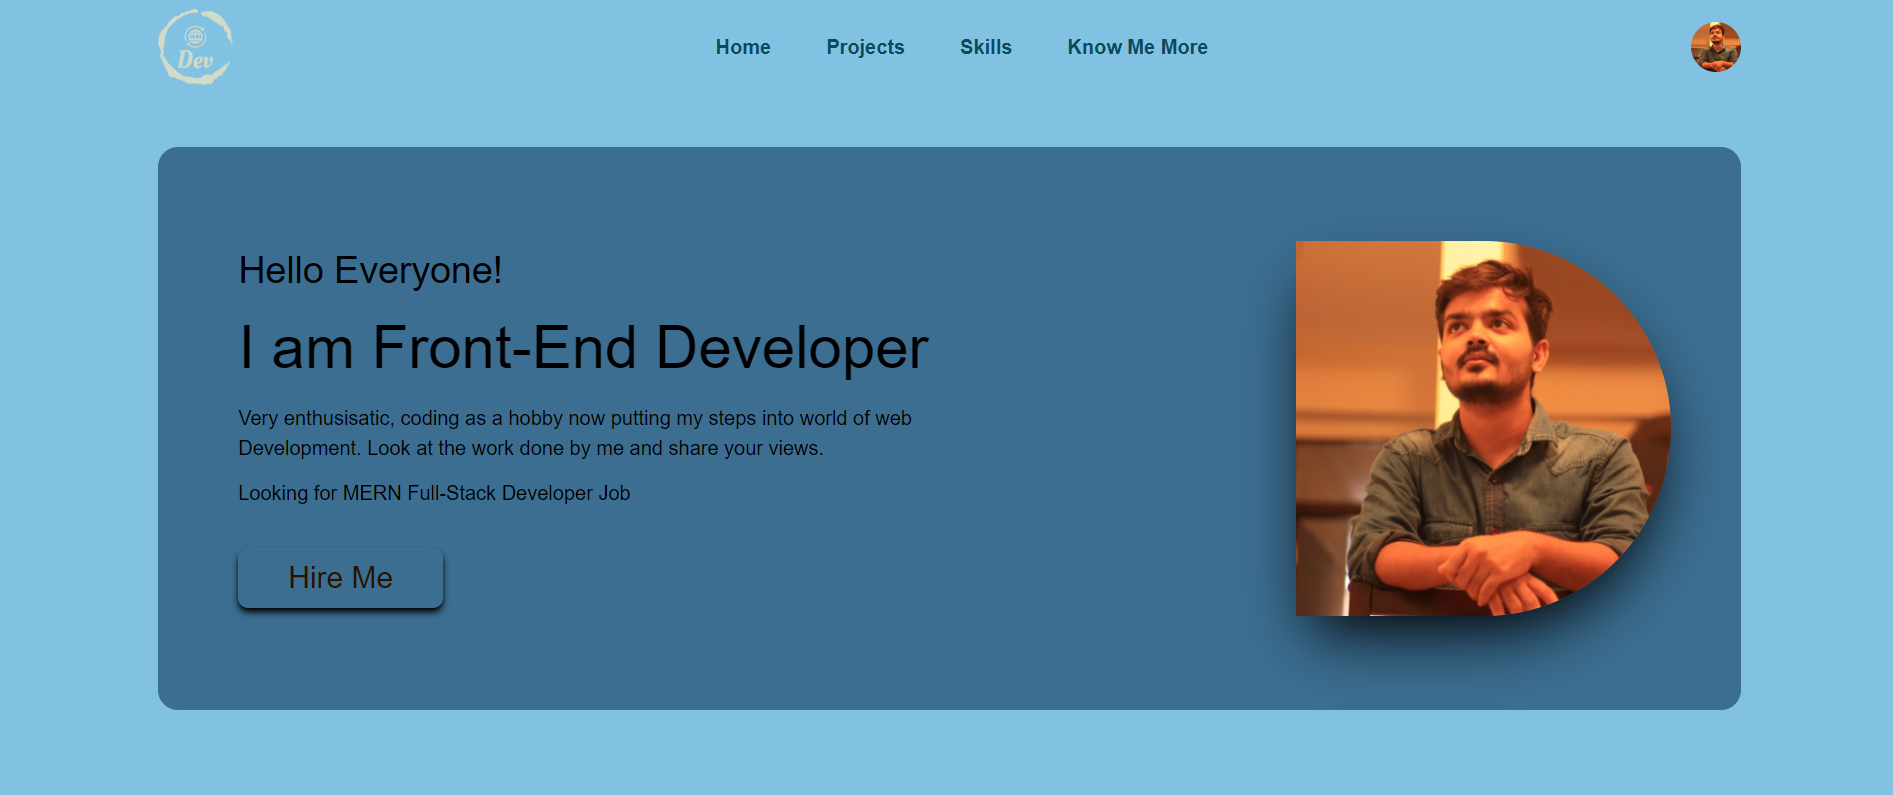 Dev
Home Projects Skills Know Me More
Hello Everyone!
I am Front-End Developer
Very enthusisatic, coding as a hobby now putting my steps into world of web
Development. Look at the work done by me and share your views.
Looking for MERN Full-Stack Developer Job
Hire Me